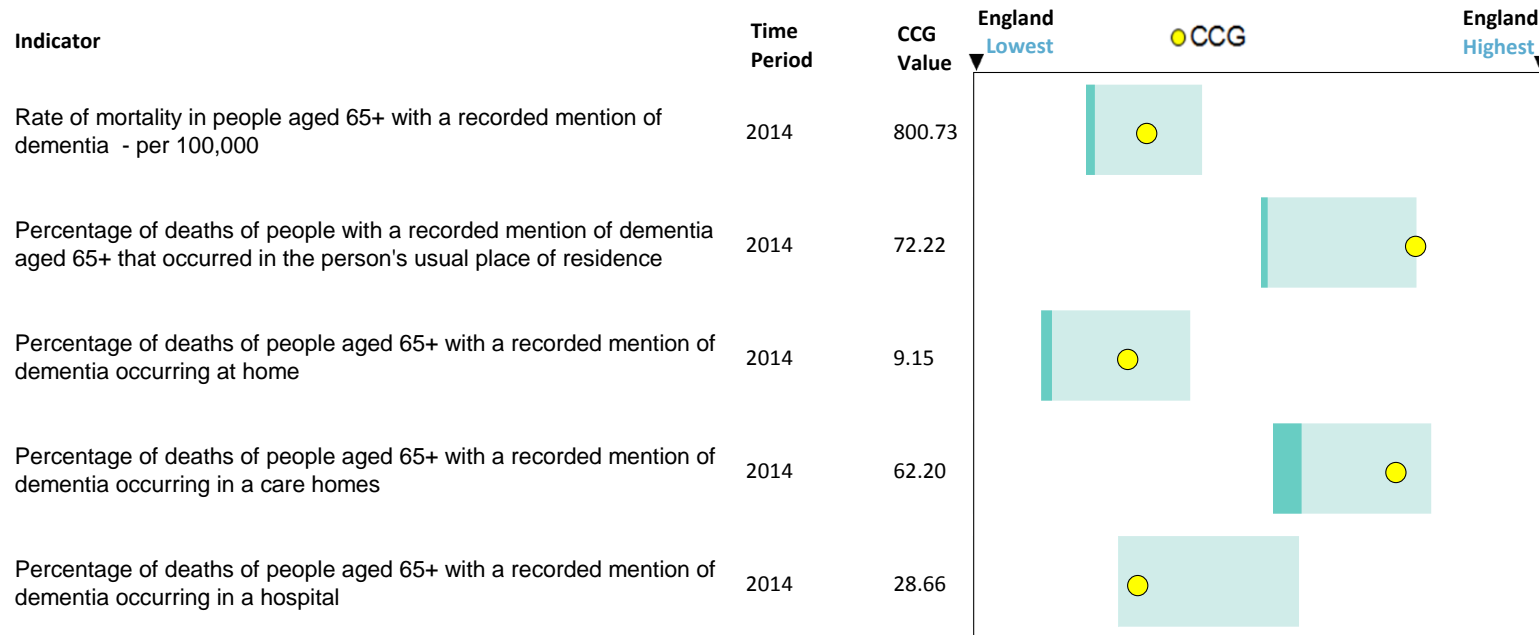 Indicator
Time
Period
CCG
Value
England
Lowest
CCG
England
Highest
Rate of mortality in people aged 65+ with a recorded mention of
dementia  - per 100,000
2014
800.73
Percentage of deaths of people with a recorded mention of dementia
aged 65+ that occurred in the person's usual place of residence
2014
72.22
Percentage of deaths of people aged 65+ with a recorded mention of
dementia occurring at home
2014
9.15
Percentage of deaths of people aged 65+ with a recorded mention of
dementia occurring in a care homes
2014
62.20
Percentage of deaths of people aged 65+ with a recorded mention of
dementia occurring in a hospital
2014
28.66